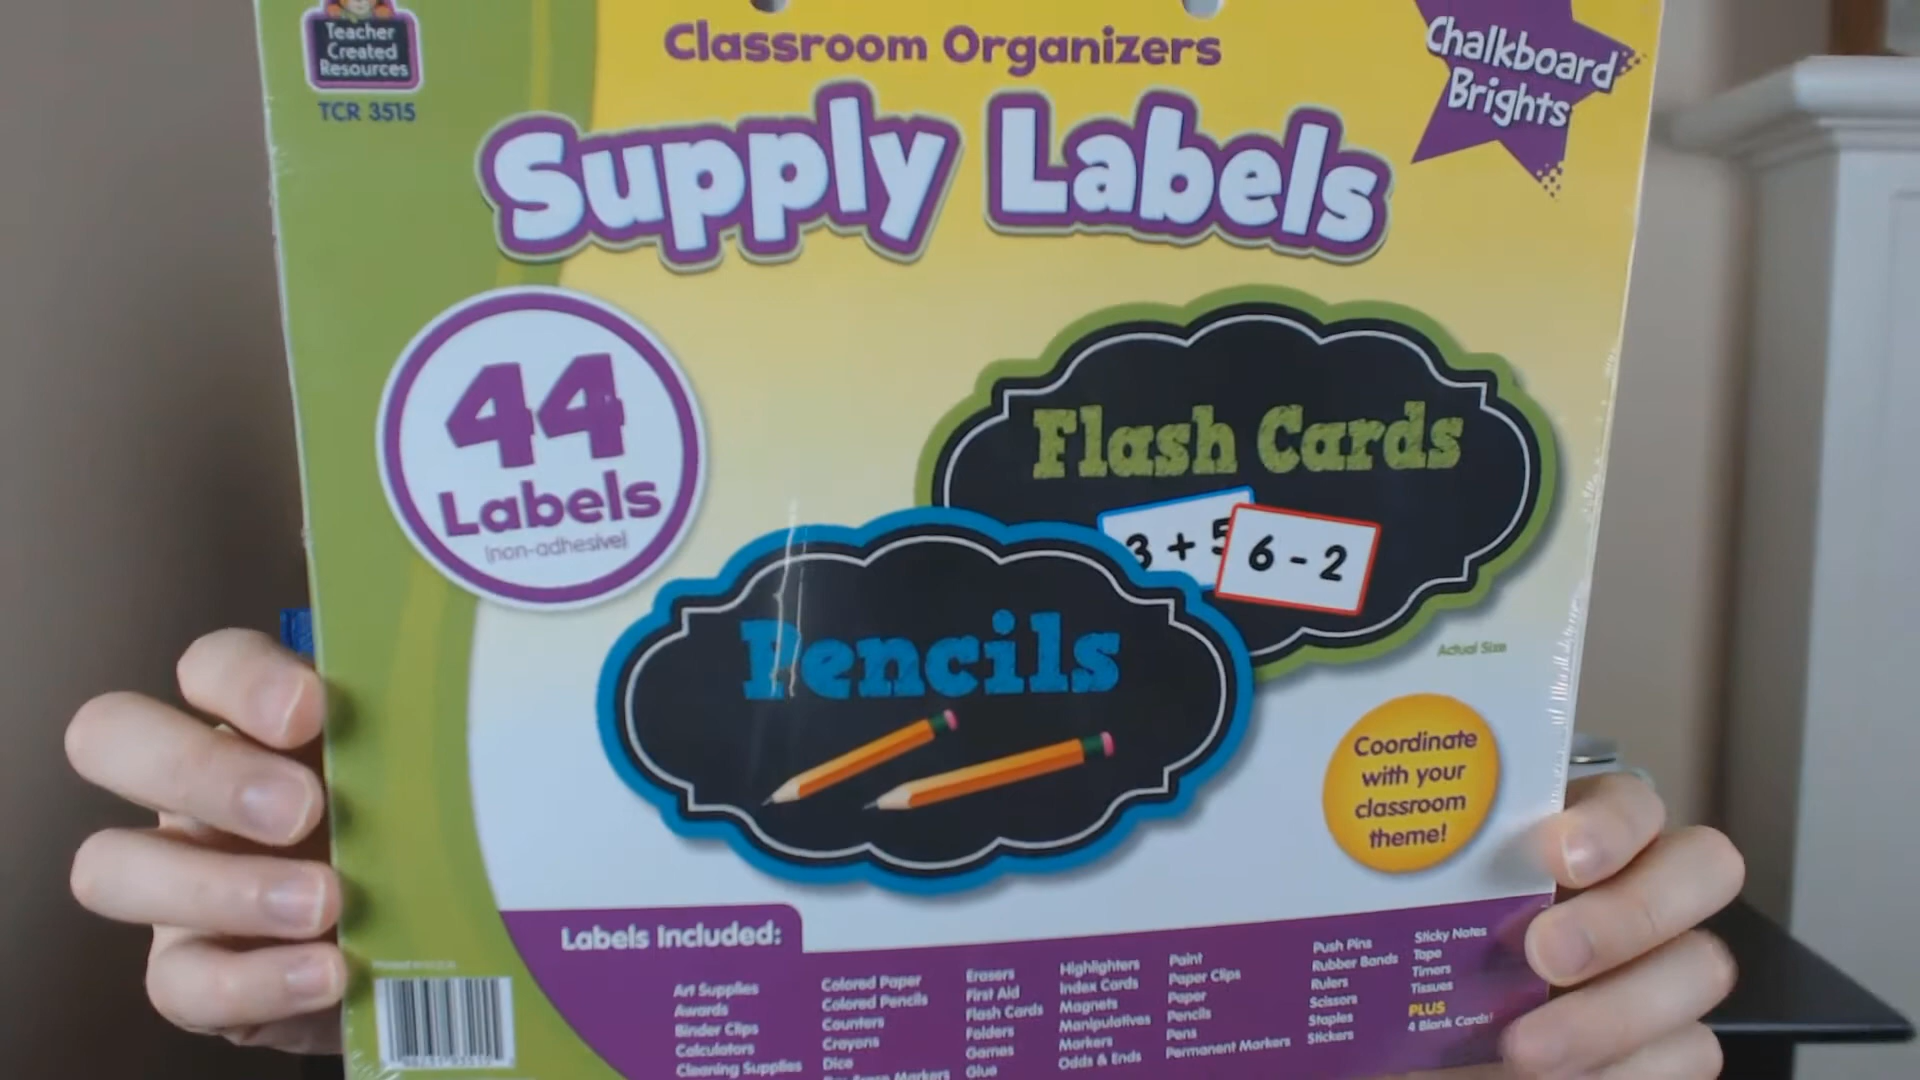 Teacher
Created
Resources
TCR 3515
Classroom Organizers
Supply Labels
Chalkboard
Brights
44
Labels
(non-adhesive)
Flash Cards
3 + 5
6 - 2
Pencils
Actual Size
Coordinate
with your
classroom
theme!
Labels Included:
Art Supplies
Awards
Binder Clips
Calculators
Cleaning Supplies
Colored Paper
Colored Pencils
Counters
Crayons
Dice
Dry Erase Markers
Erasers
First Aid
Flash Cards
Folders
Games
Glue
Highlighters
Index Cards
Magnets
Manipulatives
Markers
Odds & Ends
Paint
Paper Clips
Paper
Pencils
Pens
Permanent Markers
Push Pins
Rubber Bands
Rulers
Scissors
Staples
Stickers
Sticky Notes
Tape
Timers
Tissues
PLUS
4 Blank Cards!